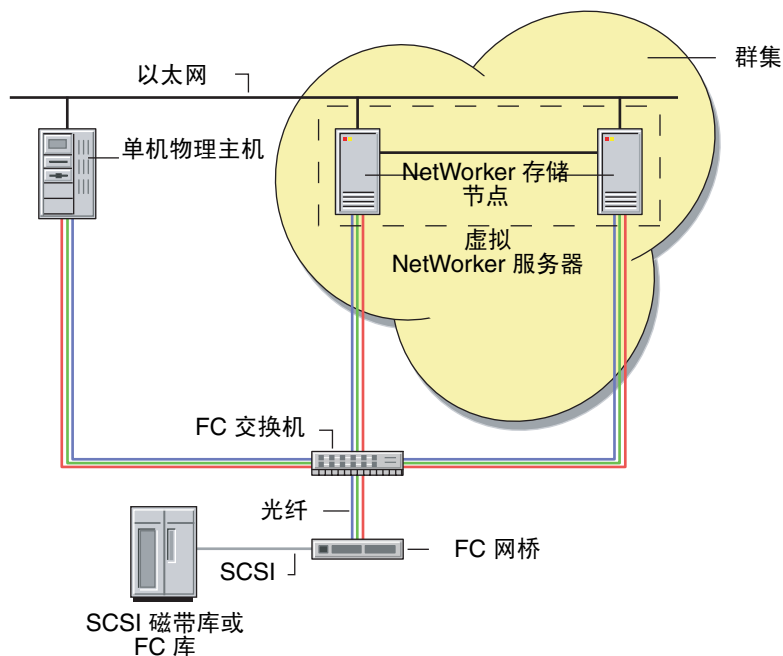 群集
以太网
单机物理主机
NetWorker 存储
节点
虚拟
NetWorker 服务器
FC 交换机
光纤
FC 网桥
SCSI
SCSI 磁带库或
FC 库